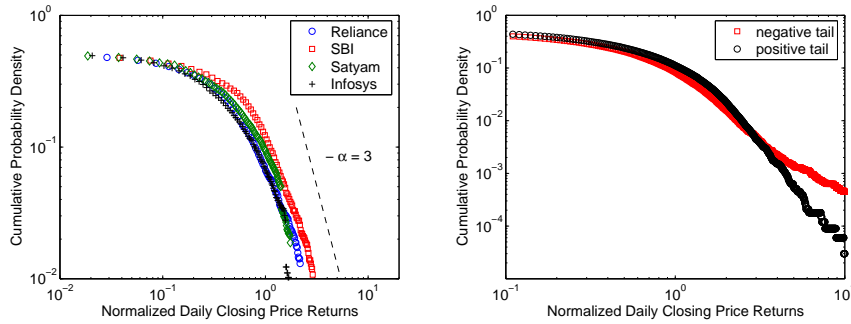 10^0
10^-1
10^-2
Cumulative Probability Density
Reliance
SBI
Satyam
Infosys
- α = 3
10^-2
10^-1
10^0
10^1
Normalized Daily Closing Price Returns
10^0
10^-1
10^-2
10^-3
10^-4
Cumulative Probability Density
negative tail
positive tail
10^-1
10^0
10^1
Normalized Daily Closing Price Returns